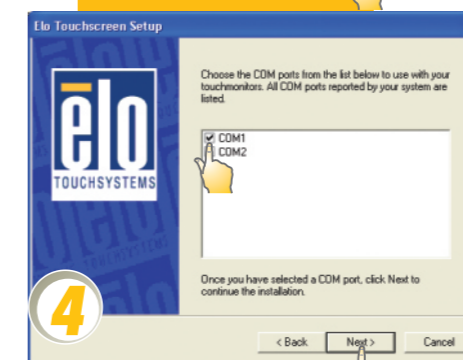 Elo Touchscreen Setup
Choose the COM ports from the list below to use with your
touchmonitors. All COM ports reported by your system are
listed.
COM1
COM2
elo
TOUCHSYSTEMS
Once you have selected a COM port, click Next to
continue the installation.
4
< Back
Next >
Cancel